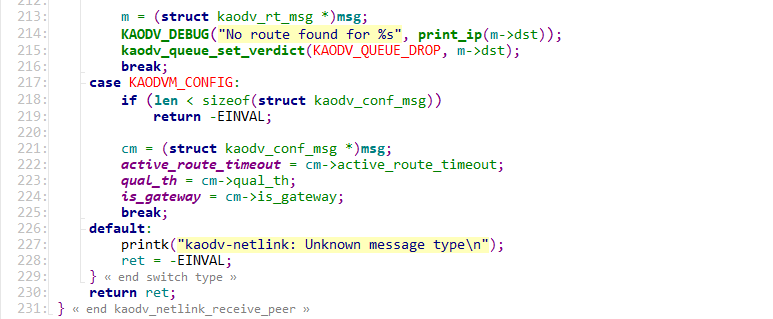 212:
213: m = (struct kaodv_rt_msg *)msg;
214: KAODV_DEBUG("No route found for %s", print_ip(m->dst));
215: kaodv_queue_set_verdict(KAODV_QUEUE_DROP, m->dst);
216: break;
217: case KAODVM_CONFIG:
218: if (len < sizeof(struct kaodv_conf_msg))
219: return -EINVAL;
220:
221: cm = (struct kaodv_conf_msg *)msg;
222: active_route_timeout = cm->active_route_timeout;
223: qual_th = cm->qual_th;
224: is_gateway = cm->is_gateway;
225: break;
226: default:
227: printk("kaodv-netlink: Unknown message type\n");
228: ret = -EINVAL;
229: } « end switch type »
230: return ret;
231: } « end kaodv_netlink_receive_peer »